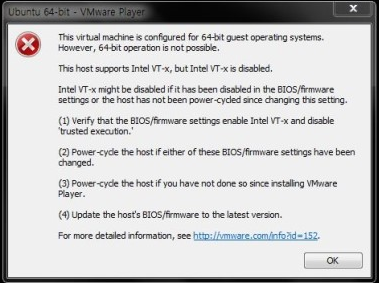 Ubuntu 64-bit - VMware Player
This virtual machine is configured for 64-bit guest operating systems.
However, 64-bit operation is not possible.
This host supports Intel VT-x, but Intel VT-x is disabled.
Intel VT-x might be disabled if it has been disabled in the BIOS/firmware
settings or the host has not been power-cycled since changing this setting.
(1) Verify that the BIOS/firmware settings enable Intel VT-x and disable
'trusted execution.'
(2) Power-cycle the host if either of these BIOS/firmware settings have been
changed.
(3) Power-cycle the host if you have not done so since installing VMware
Player.
(4) Update the host's BIOS/firmware to the latest version.
For more detailed information, see http://vmware.com/info?id=152.
OK